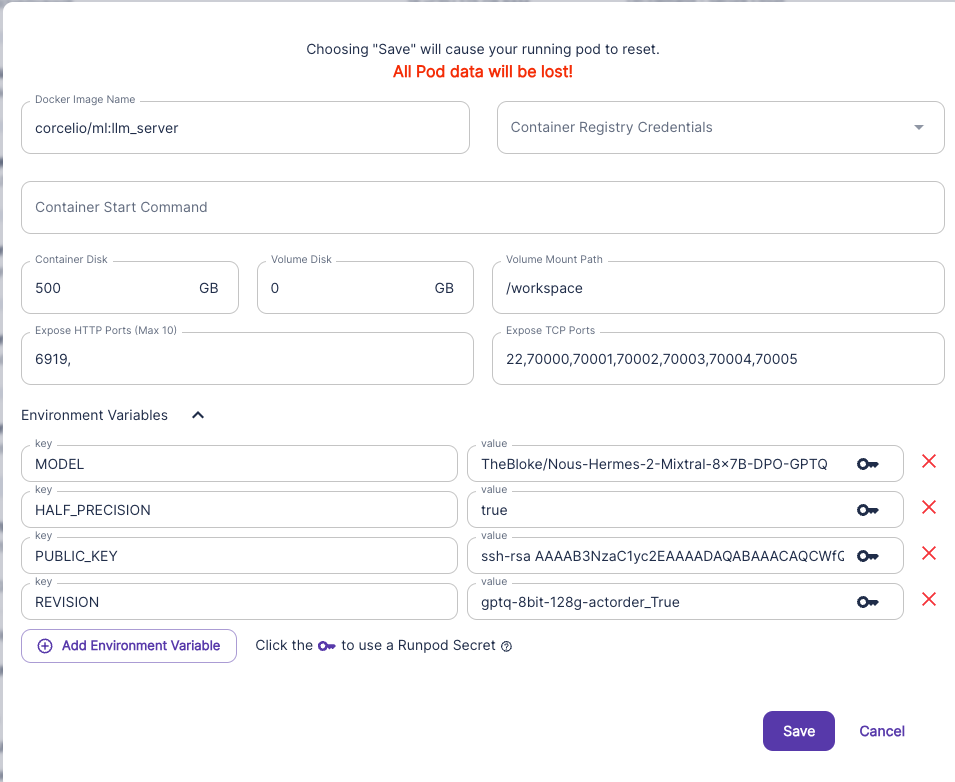 Choosing "Save" will cause your running pod to reset.
All Pod data will be lost!
Docker Image Name
corcelio/ml:llm_server
Container Registry Credentials
Container Start Command
Container Disk
500 GB
Volume Disk
0 GB
Volume Mount Path
/workspace
Expose HTTP Ports (Max 10)
6919,
Expose TCP Ports
22,70000,70001,70002,70003,70004,70005
Environment Variables
key
MODEL
value
TheBloke/Nous-Hermes-2-Mixtral-8x7B-DPO-GPTQ
key
HALF_PRECISION
value
true
key
PUBLIC_KEY
value
ssh-rsa AAAAB3NzaC1yc2EAAAADAQABAAACAQCWfQ
key
REVISION
value
gptq-8bit-128g-actorder_True
Add Environment Variable
Click the to use a Runpod Secret
Save
Cancel